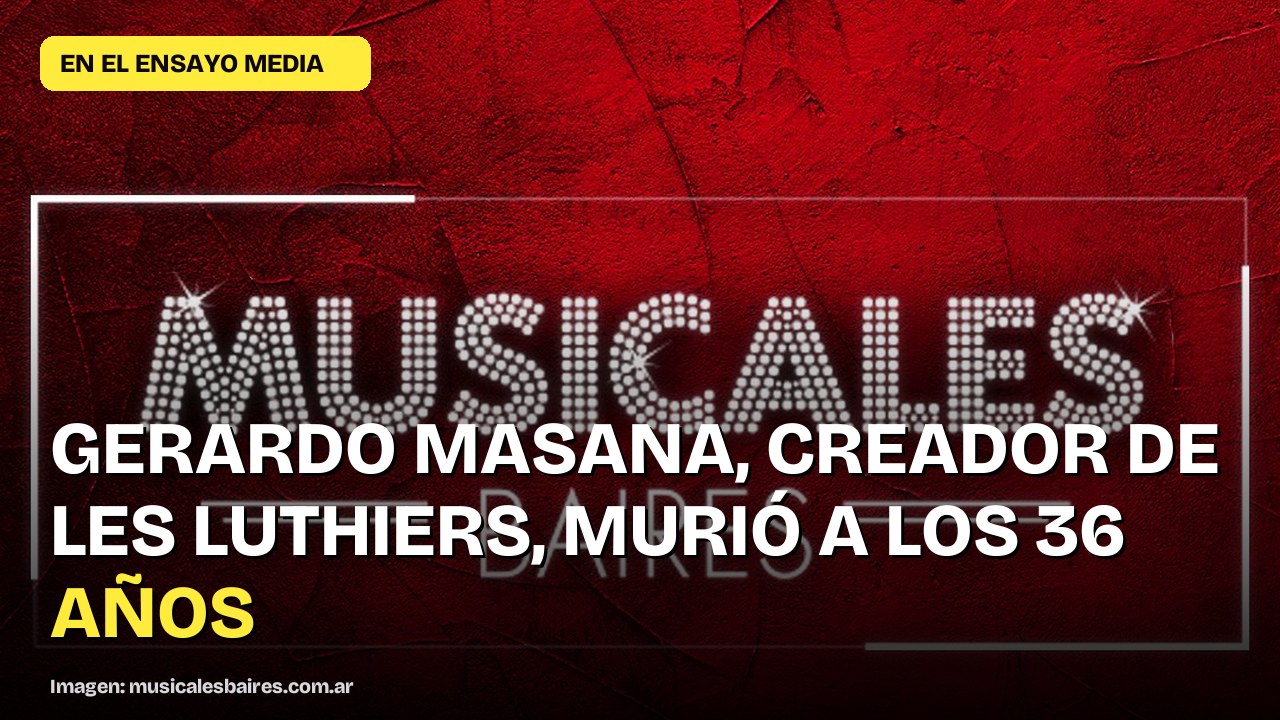 EN EL ENSAYO MEDIA
MUSICALES
BAIRES
GERARDO MASANA, CREADOR DE
LES LUTHIERS, MURIÓ A LOS 36
AÑOS
Imagen: musicalesbaires.com.ar